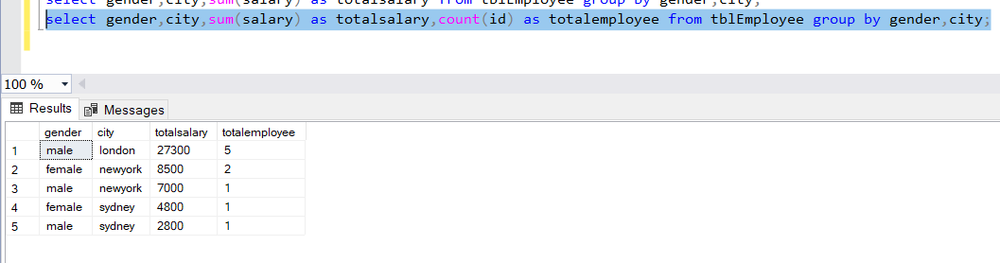 select gender,city,sum(salary) as totalsalary from tblEmployee group by gender,city;
select gender,city,sum(salary) as totalsalary,count(id) as totalemployee from tblEmployee group by gender,city;
100 %
Results Messages
gender city totalsalary totalemployee
1 male london 27300 5
2 female newyork 8500 2
3 male newyork 7000 1
4 female sydney 4800 1
5 male sydney 2800 1